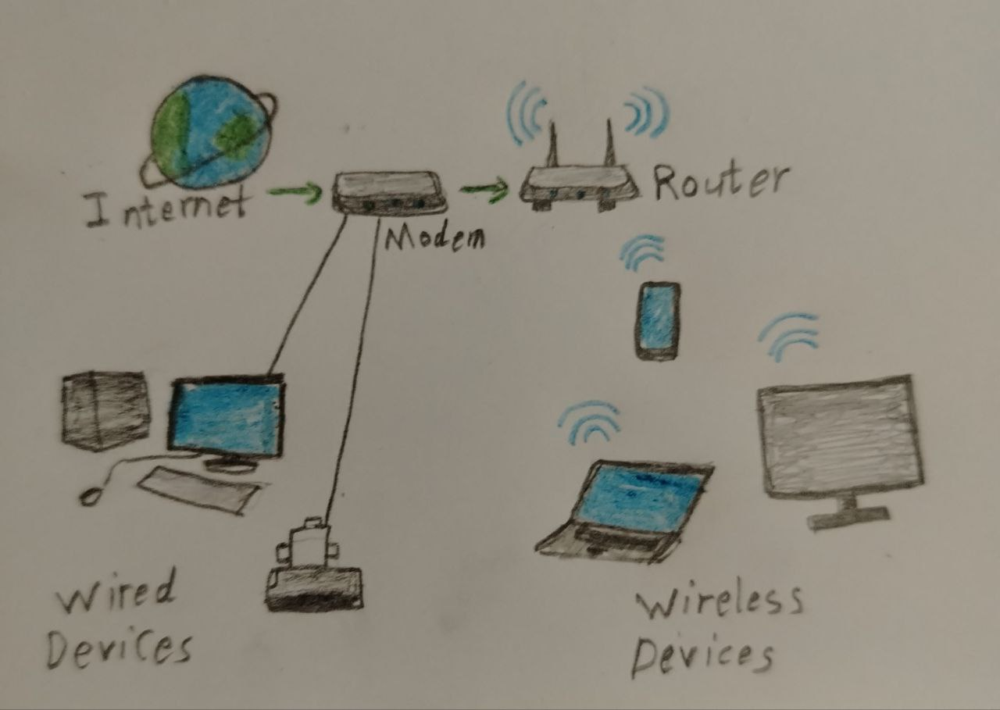 Internet
Modem
Router
Wired
Devices
Wireless
Devices